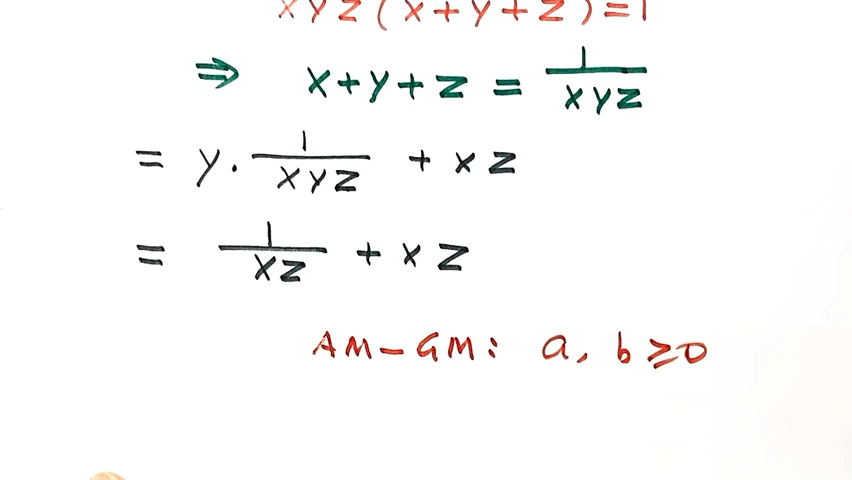 xyz(x+y+z)=1
⇒ x+y+z = 1/xyz
= y · 1/xyz + xz
= 1/xz + xz
AM-GM: a, b ≥ 0